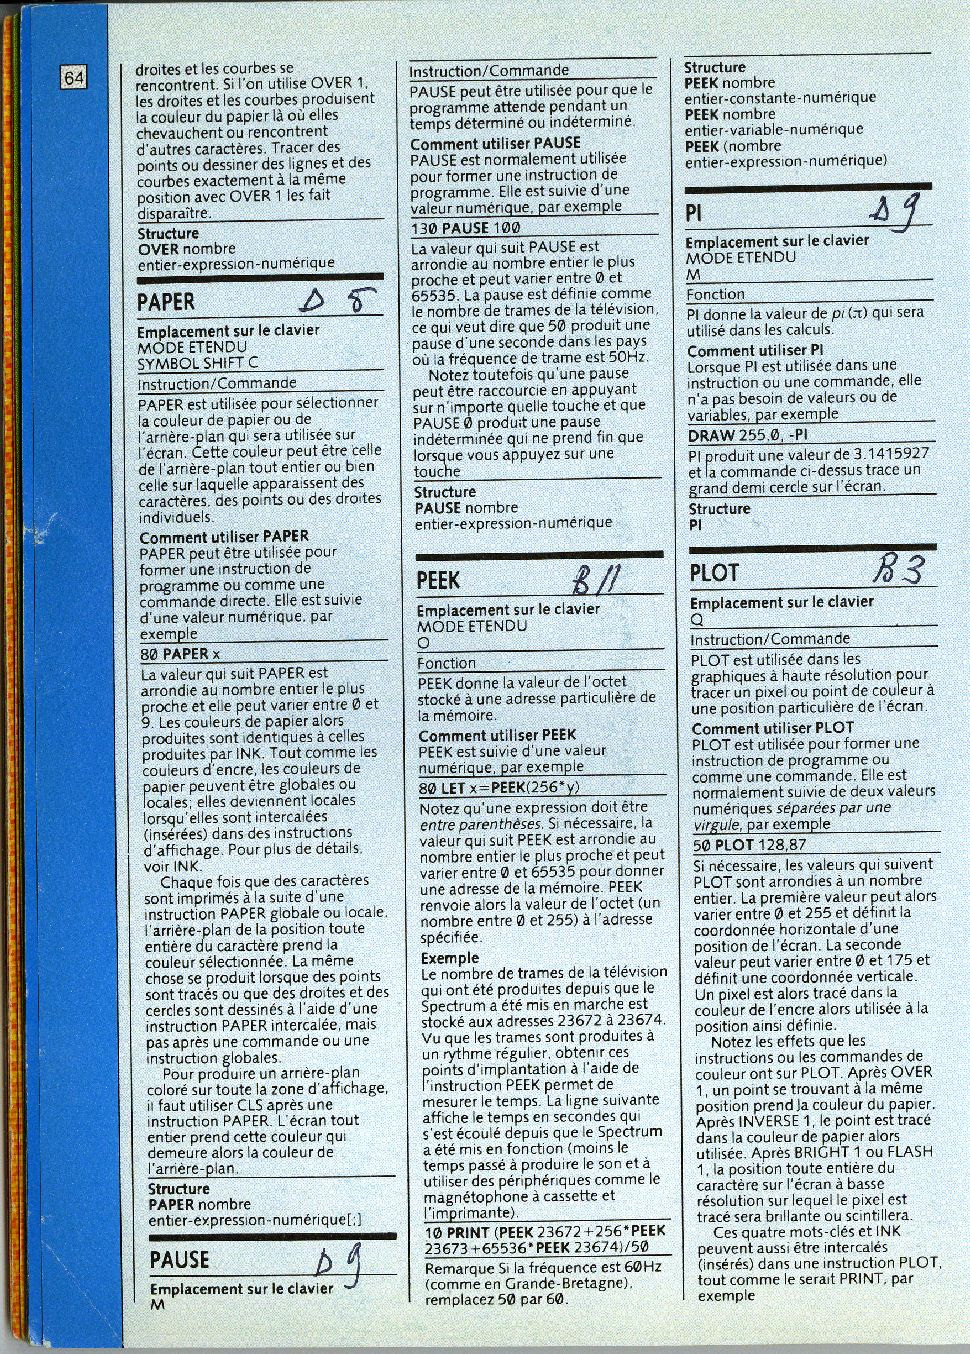 64
droites et les courbes se
rencontrent. Si l'on utilise OVER 1,
les droites et les courbes produisent
la couleur du papier là où elles
chevauchent ou rencontrent
d'autres caractères. Tracer des
points ou dessiner des lignes et des
courbes exactement à la même
position avec OVER 1 les fait
disparaître.
Structure
OVER nombre
entier-expression-numérique
PAPER D 5
Emplacement sur le clavier
MODE ETENDU
SYMBOL SHIFT C
Instruction/Commande
PAPER est utilisée pour sélectionner
la couleur de papier ou de
l'arrière-plan qui sera utilisée sur
l'écran. Cette couleur peut être celle
de l'arrière-plan tout entier ou bien
celle sur laquelle apparaissent des
caractères, des points ou des droites
individuels.
Comment utiliser PAPER
PAPER peut être utilisée pour
former une instruction de
programme ou comme une
commande directe. Elle est suivie
d'une valeur numérique, par
exemple
80 PAPER x
La valeur qui suit PAPER est
arrondie au nombre entier le plus
proche et elle peut varier entre 0 et
9. Les couleurs de papier alors
produites sont identiques à celles
produites par INK. Tout comme les
couleurs d'encre, les couleurs de
papier peuvent être globales ou
locales; elles deviennent locales
lorsqu'elles sont intercalées
(insérées) dans des instructions
d'affichage. Pour plus de détails,
voir INK.
Chaque fois que des caractères
sont imprimés à la suite d'une
instruction PAPER globale ou locale,
l'arrière-plan de la position toute
entière du caractère prend la
couleur sélectionnée. La même
chose se produit lorsque des points
sont tracés ou que des droites et des
cercles sont dessinés à l'aide d'une
instruction PAPER intercalée, mais
pas après une commande ou une
instruction globales.
Pour produire un arrière-plan
coloré sur toute la zone d'affichage,
il faut utiliser CLS après une
instruction PAPER. L'écran tout
entier prend cette couleur qui
demeure alors la couleur de
l'arrière-plan.
Structure
PAPER nombre
entier-expression-numérique[;]
PAUSE D 9
Emplacement sur le clavier
M
Instruction/Commande
PAUSE peut être utilisée pour que le
programme attende pendant un
temps déterminé ou indéterminé.
Comment utiliser PAUSE
PAUSE est normalement utilisée
pour former une instruction de
programme. Elle est suivie d'une
valeur numérique, par exemple
130 PAUSE 100
La valeur qui suit PAUSE est
arrondie au nombre entier le plus
proche et peut varier entre 0 et
65535. La pause est définie comme
le nombre de trames de la télévision,
ce qui veut dire que 50 produit une
pause d'une seconde dans les pays
où la fréquence de trame est 50Hz.
Notez toutefois qu'une pause
peut être raccourcie en appuyant
sur n'importe quelle touche et que
PAUSE 0 produit une pause
indéterminée qui ne prend fin que
lorsque vous appuyez sur une
touche
Structure
PAUSE nombre
entier-expression-numérique
PEEK B 11
Emplacement sur le clavier
MODE ETENDU
O
Fonction
PEEK donne la valeur de l'octet
stocké à une adresse particulière de
la mémoire.
Comment utiliser PEEK
PEEK est suivie d'une valeur
numérique, par exemple
80 LET x=PEEK(256*y)
Notez qu'une expression doit être
entre parenthèses. Si nécessaire, la
valeur qui suit PEEK est arrondie au
nombre entier le plus proche et peut
varier entre 0 et 65535 pour donner
une adresse de la mémoire. PEEK
renvoie alors la valeur de l'octet (un
nombre entre 0 et 255) à l'adresse
spécifiée.
Exemple
Le nombre de trames de la télévision
qui ont été produites depuis que le
Spectrum a été mis en marche est
stocké aux adresses 23672 à 23674.
Vu que les trames sont produites à
un rythme régulier, obtenir ces
points d'implantation à l'aide de
l'instruction PEEK permet de
mesurer le temps. La ligne suivante
affiche le temps en secondes qui
s'est écoulé depuis que le Spectrum
a été mis en fonction (moins le
temps passé à produire le son et à
utiliser des périphériques comme le
magnétophone à cassette et
l'imprimante).
10 PRINT (PEEK 23672+256*PEEK
23673+65536*PEEK 23674)/50
Remarque Si la fréquence est 60Hz
(comme en Grande-Bretagne),
remplacez 50 par 60.
Structure
PEEK nombre
entier-constante-numérique
PEEK nombre
entier-variable-numérique
PEEK (nombre
entier-expression-numérique)
PI D 9
Emplacement sur le clavier
MODE ETENDU
M
Fonction
PI donne la valeur de pi (π) qui sera
utilisé dans les calculs.
Comment utiliser PI
Lorsque PI est utilisée dans une
instruction ou une commande, elle
n'a pas besoin de valeurs ou de
variables, par exemple
DRAW 255,0, -PI
PI produit une valeur de 3.1415927
et la commande ci-dessus trace un
grand demi cercle sur l'écran.
Structure
PI
PLOT B 3
Emplacement sur le clavier
Q
Instruction/Commande
PLOT est utilisée dans les
graphiques à haute résolution pour
tracer un pixel ou point de couleur à
une position particulière de l'écran.
Comment utiliser PLOT
PLOT est utilisée pour former une
instruction de programme ou
comme une commande. Elle est
normalement suivie de deux valeurs
numériques séparées par une
virgule, par exemple
50 PLOT 128,87
Si nécessaire, les valeurs qui suivent
PLOT sont arrondies à un nombre
entier. La première valeur peut alors
varier entre 0 et 255 et définit la
coordonnée horizontale d'une
position de l'écran. La seconde
valeur peut varier entre 0 et 175 et
définit une coordonnée verticale.
Un pixel est alors tracé dans la
couleur de l'encre alors utilisée à la
position ainsi définie.
Notez les effets que les
instructions ou les commandes de
couleur ont sur PLOT. Après OVER
1, un point se trouvant à la même
position prend la couleur du papier.
Après INVERSE 1, le point est tracé
dans la couleur de papier alors
utilisée. Après BRIGHT 1 ou FLASH
1, la position toute entière du
caractère sur l'écran à basse
résolution sur lequel le pixel est
tracé sera brillante ou scintillera.
Ces quatre mots-clés et INK
peuvent aussi être intercalés
(insérés) dans une instruction PLOT,
tout comme le serait PRINT, par
exemple